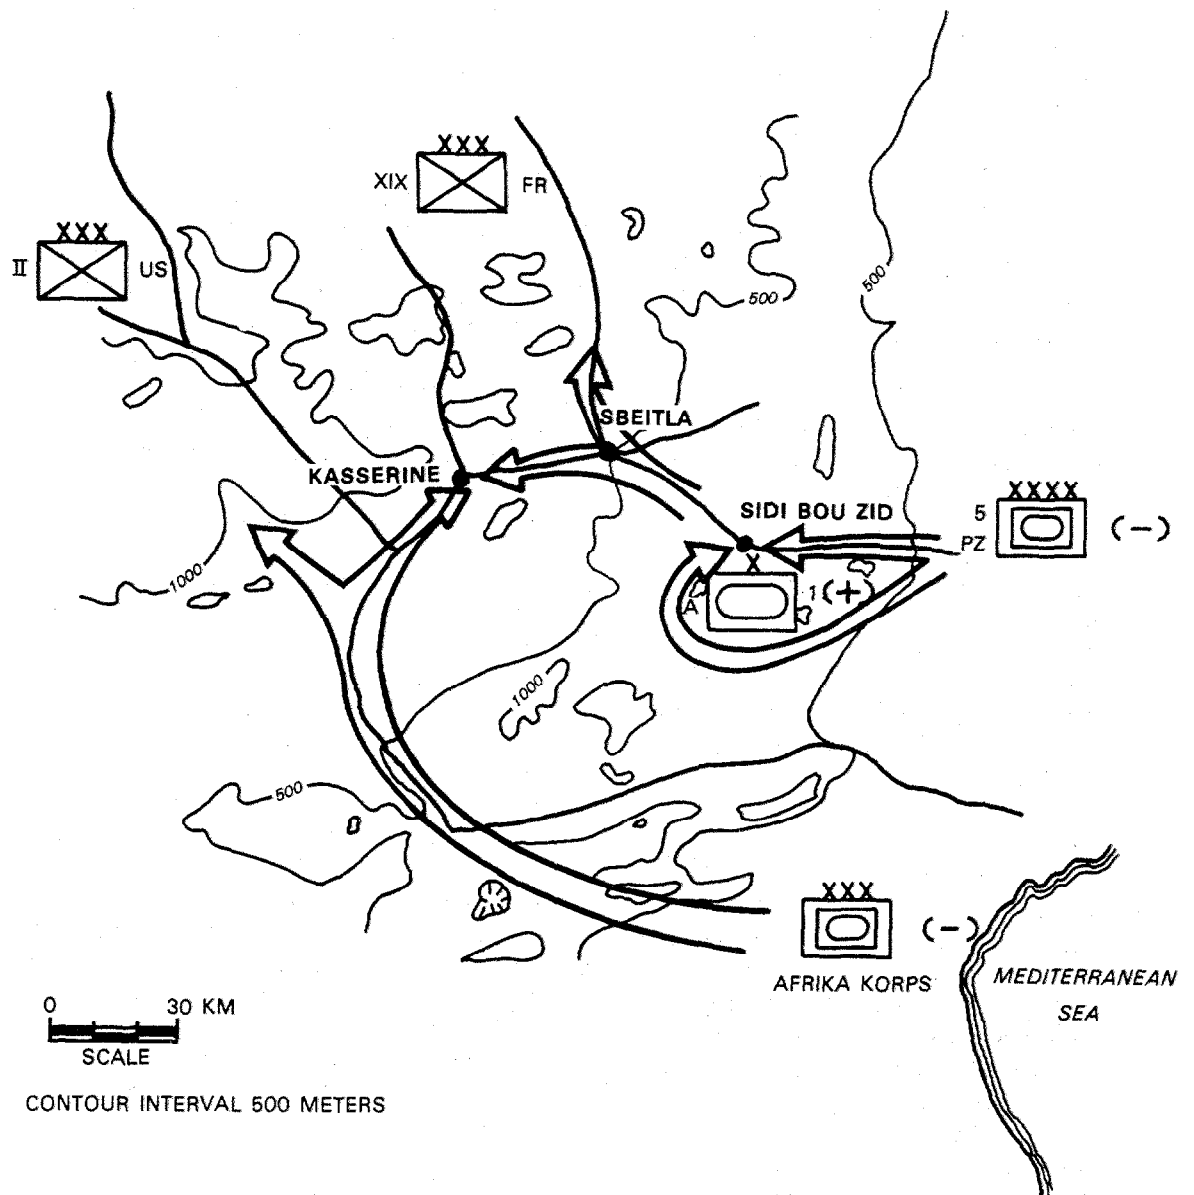 XXX
XIX FR
XXX
II US
500
500
SBEITLA
KASSERINE
XXXX
SIDI BOU ZID
5
PZ
(-)
X
A 1(+)
1000
1000
500
XXX
(-)
AFRIKA KORPS
MEDITERRANEAN
SEA
0 30 KM
SCALE
CONTOUR INTERVAL 500 METERS